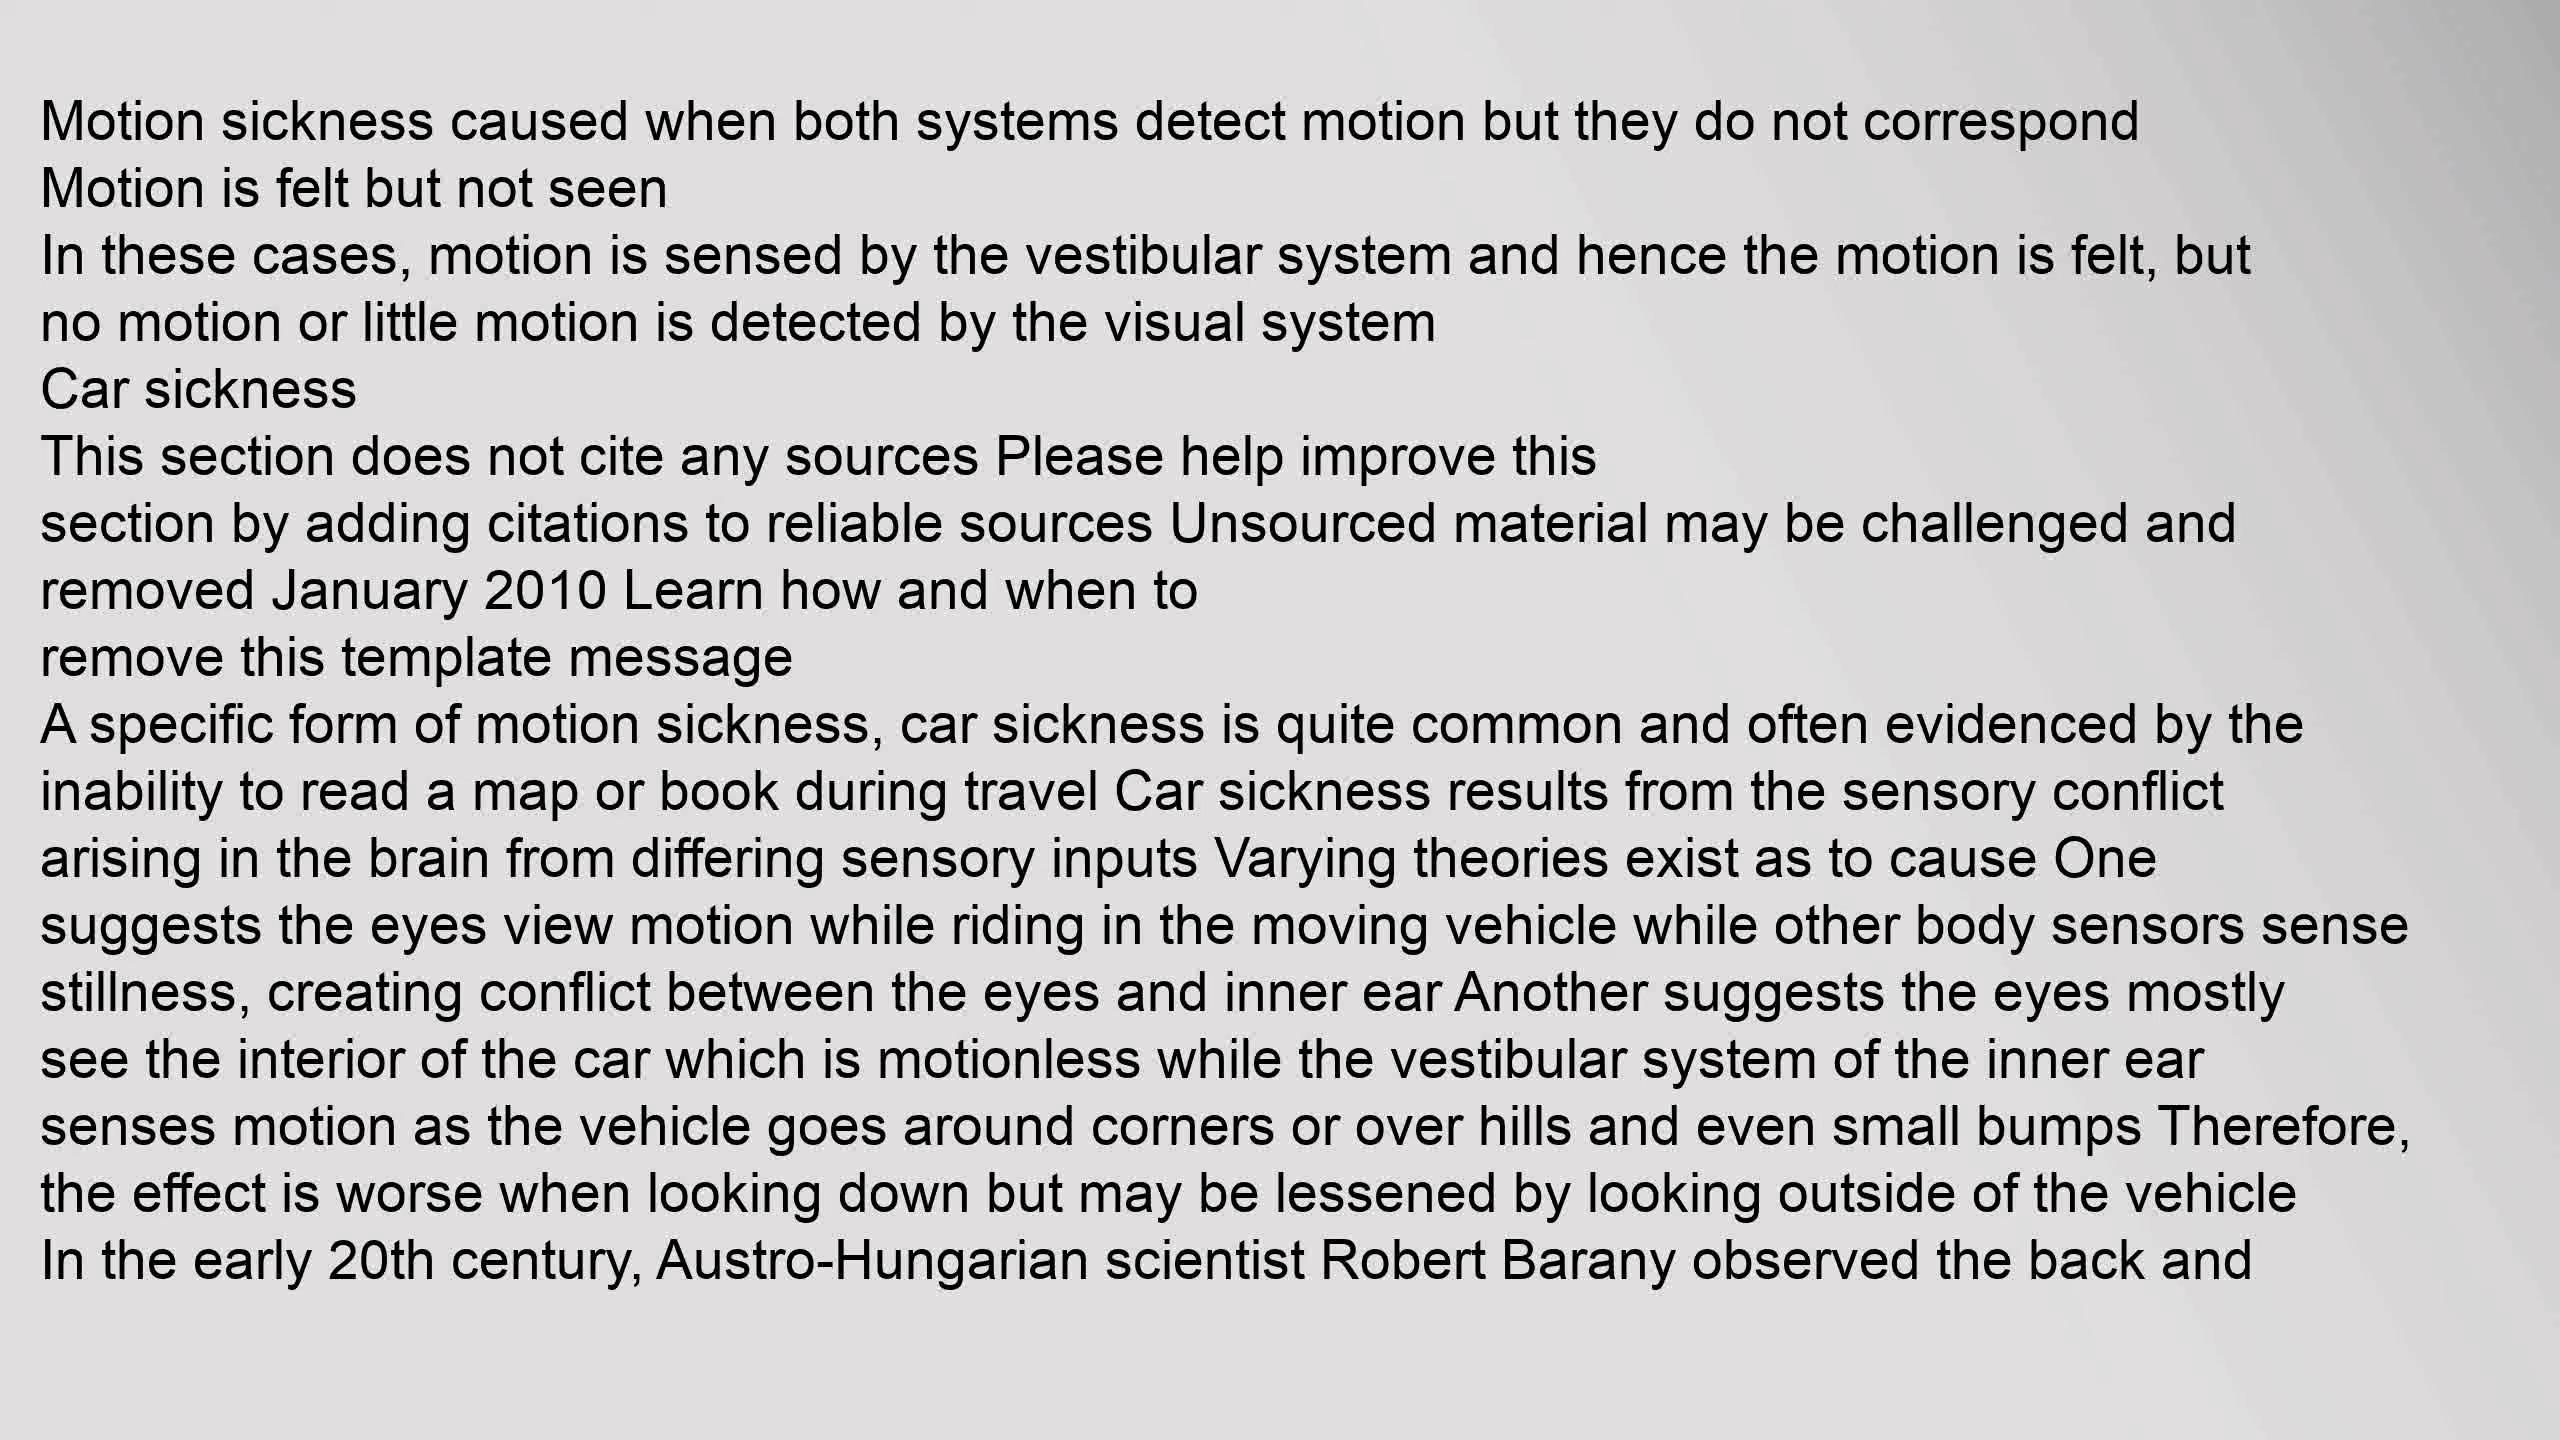 Motion sickness caused when both systems detect motion but they do not correspond
Motion is felt but not seen
In these cases, motion is sensed by the vestibular system and hence the motion is felt, but
no motion or little motion is detected by the visual system
Car sickness
This section does not cite any sources Please help improve this
section by adding citations to reliable sources Unsourced material may be challenged and
removed January 2010 Learn how and when to
remove this template message
A specific form of motion sickness, car sickness is quite common and often evidenced by the
inability to read a map or book during travel Car sickness results from the sensory conflict
arising in the brain from differing sensory inputs Varying theories exist as to cause One
suggests the eyes view motion while riding in the moving vehicle while other body sensors sense
stillness, creating conflict between the eyes and inner ear Another suggests the eyes mostly
see the interior of the car which is motionless while the vestibular system of the inner ear
senses motion as the vehicle goes around corners or over hills and even small bumps Therefore,
the effect is worse when looking down but may be lessened by looking outside of the vehicle
In the early 20th century, Austro-Hungarian scientist Robert Barany observed the back and